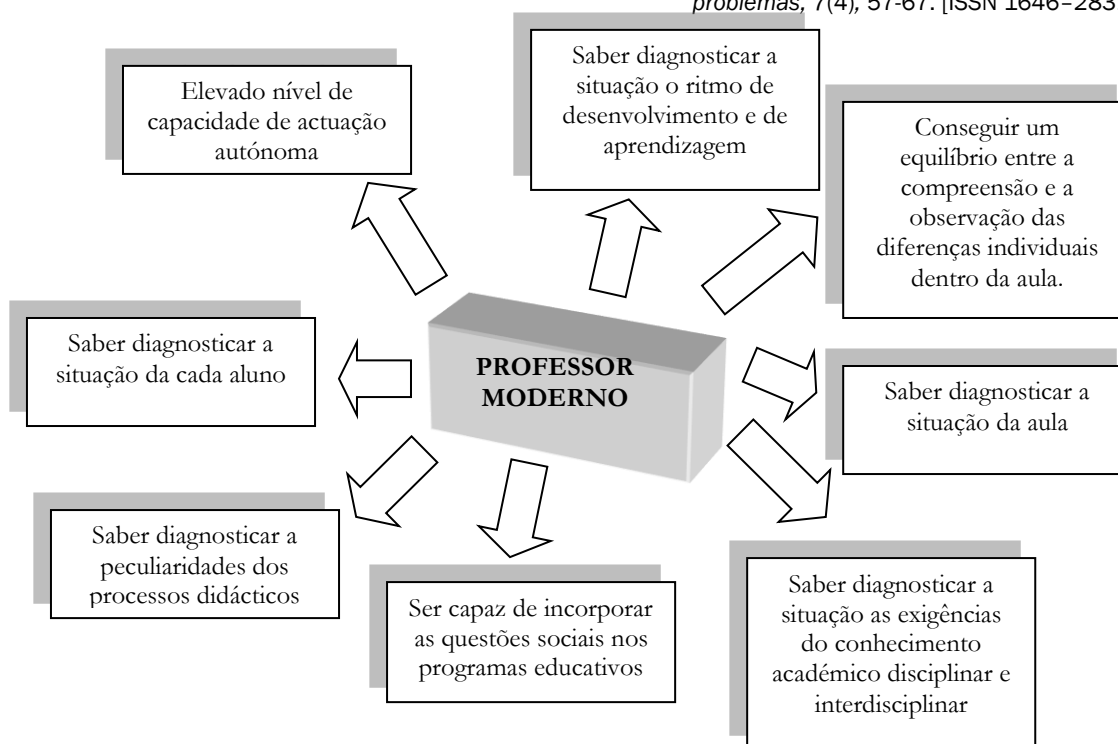 problemas, 7(4), 57-67. [ISSN 1646–283
Saber diagnosticar a
situação o ritmo de
desenvolvimento e de
aprendizagem
Elevado nível de
capacidade de actuação
autónoma
Conseguir um
equilíbrio entre a
compreensão e a
observação das
diferenças individuais
dentro da aula.
Saber diagnosticar a
situação da cada aluno
PROFESSOR
MODERNO
Saber diagnosticar a
situação da aula
Saber diagnosticar a
peculiaridades dos
processos didácticos
Ser capaz de incorporar
as questões sociais nos
programas educativos
Saber diagnosticar a
situação as exigências
do conhecimento
académico disciplinar e
interdisciplinar